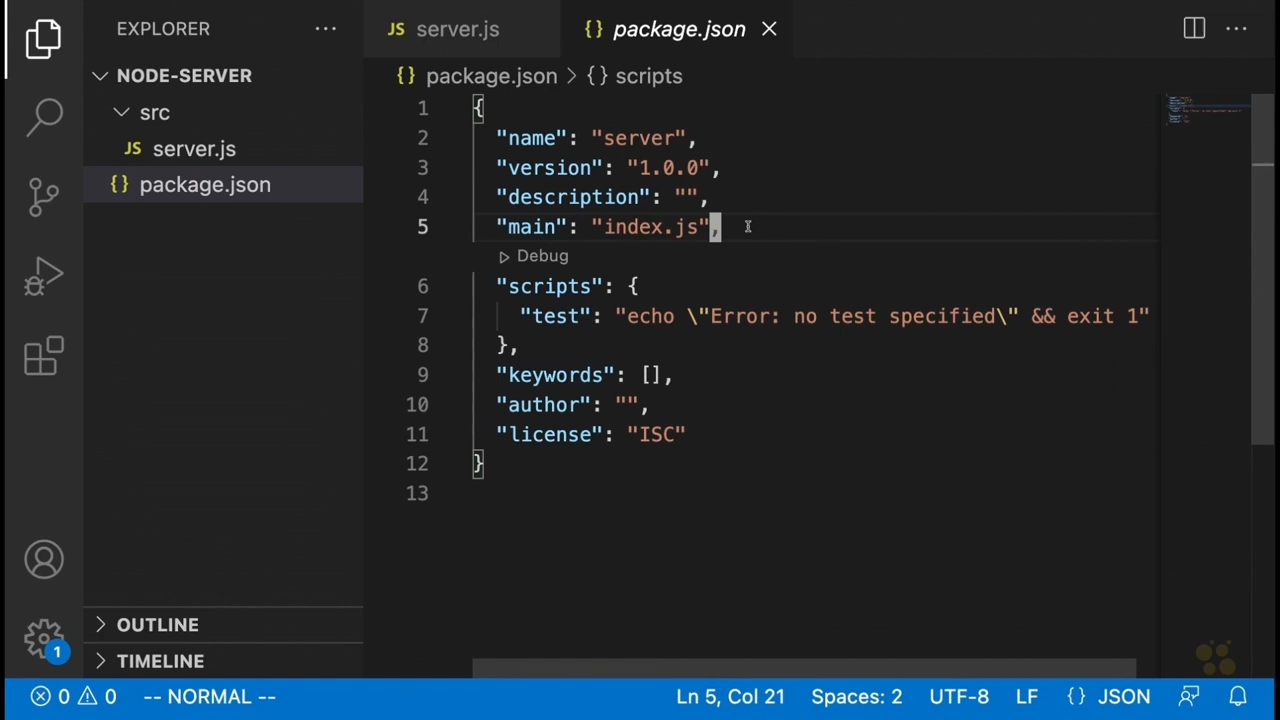 EXPLORER
NODE-SERVER
src
JS server.js
{} package.json
OUTLINE
TIMELINE
JS server.js
{} package.json
{} package.json > {} scripts
1 {
2 "name": "server",
3 "version": "1.0.0",
4 "description": "",
5 "main": "index.js",
Debug
6 "scripts": {
7 "test": "echo \"Error: no test specified\" && exit 1"
8 },
9 "keywords": [],
10 "author": "",
11 "license": "ISC"
12 }
13
1
0 0 -- NORMAL -- Ln 5, Col 21 Spaces: 2 UTF-8 LF {} JSON